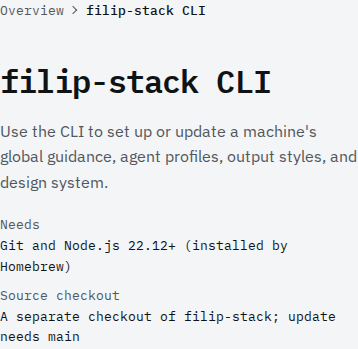 Overview > filip-stack CLI
filip-stack CLI
Use the CLI to set up or update a machine's
global guidance, agent profiles, output styles, and
design system.
Needs
Git and Node.js 22.12+ (installed by
Homebrew)
Source checkout
A separate checkout of filip-stack; update
needs main